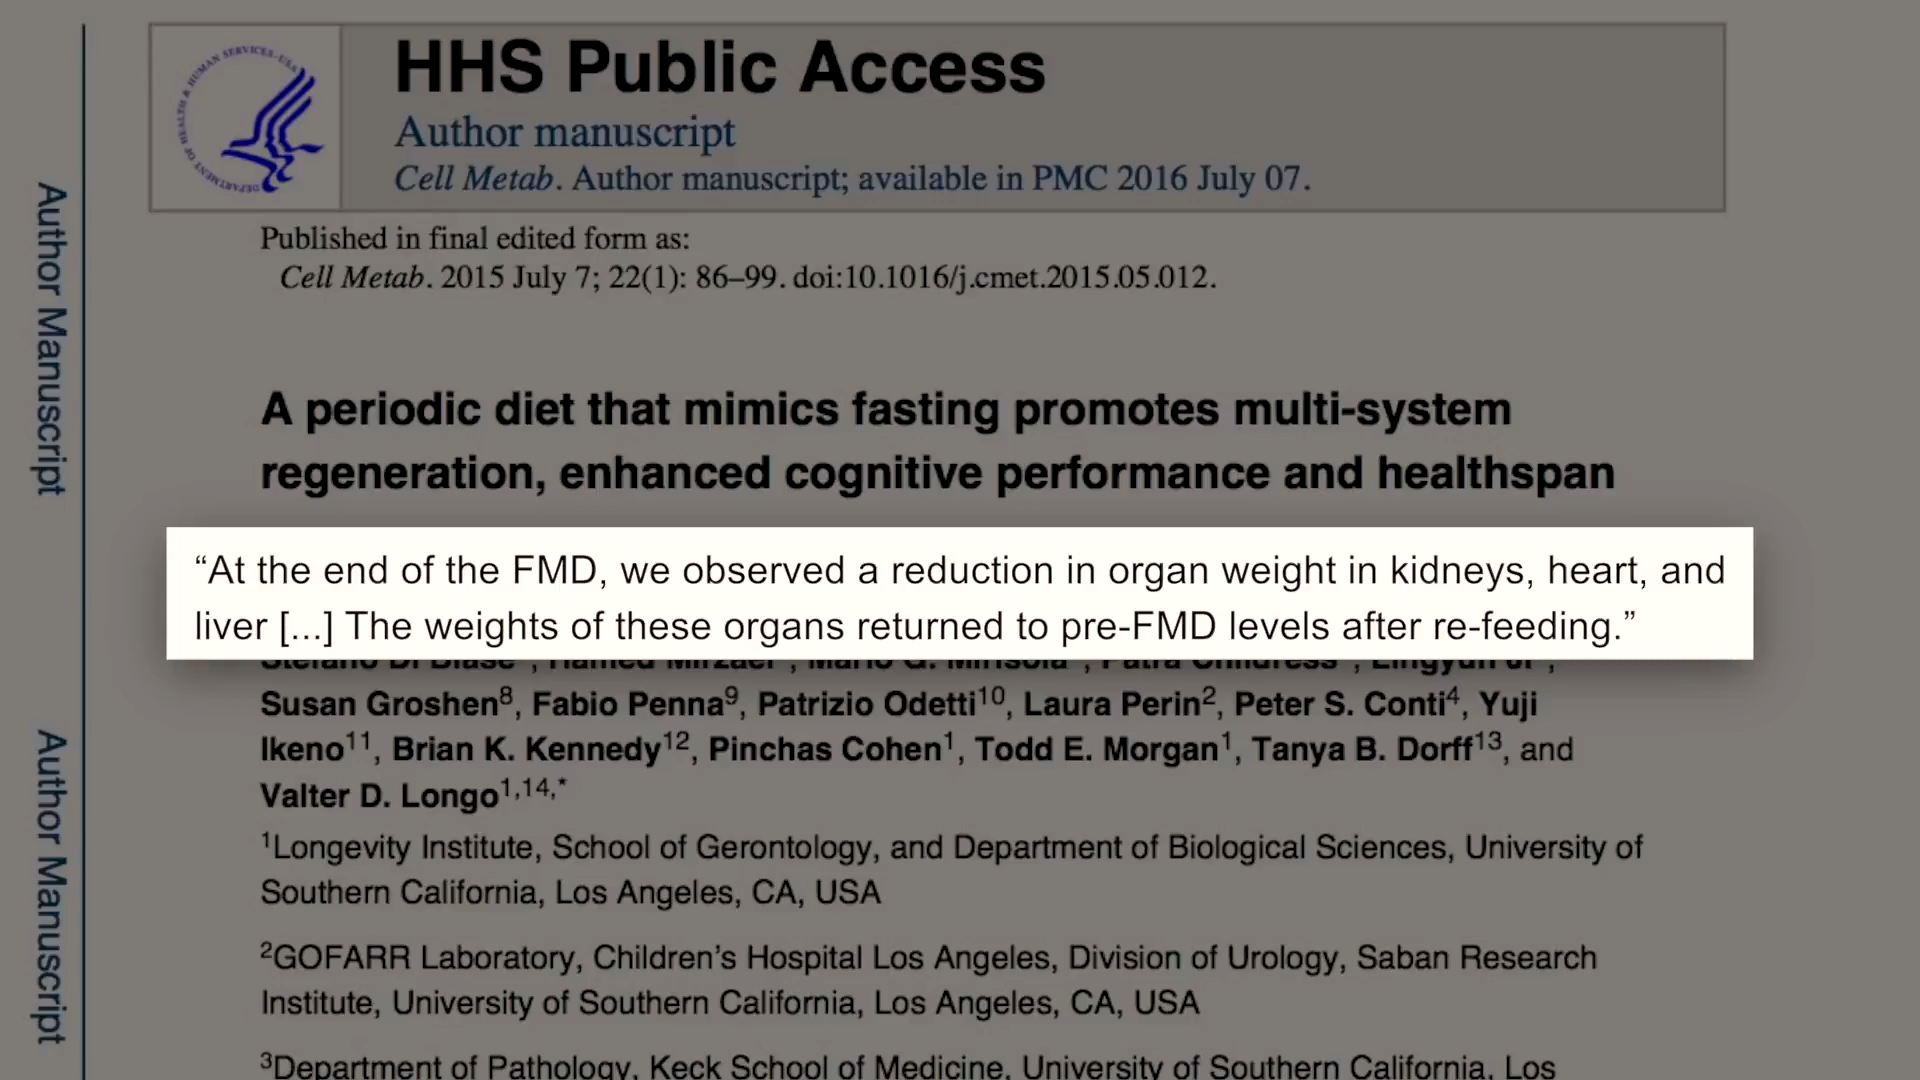 HHS Public Access
Author manuscript
Cell Metab. Author manuscript; available in PMC 2016 July 07.
Published in final edited form as:
Cell Metab. 2015 July 7; 22(1): 86–99. doi:10.1016/j.cmet.2015.05.012.
A periodic diet that mimics fasting promotes multi-system
regeneration, enhanced cognitive performance and healthspan
“At the end of the FMD, we observed a reduction in organ weight in kidneys, heart, and
liver [...] The weights of these organs returned to pre-FMD levels after re-feeding.”
Susan Groshen8, Fabio Penna9, Patrizio Odetti10, Laura Perin2, Peter S. Conti4, Yuji
Ikeno11, Brian K. Kennedy12, Pinchas Cohen1, Todd E. Morgan1, Tanya B. Dorff13, and
Valter D. Longo1,14,*
1Longevity Institute, School of Gerontology, and Department of Biological Sciences, University of
Southern California, Los Angeles, CA, USA
2GOFARR Laboratory, Children’s Hospital Los Angeles, Division of Urology, Saban Research
Institute, University of Southern California, Los Angeles, CA, USA
3Department of Pathology, Keck School of Medicine, University of Southern California, Los
Author Manuscript
Author Manuscript
DEPARTMENT OF HEALTH & HUMAN SERVICES·USA